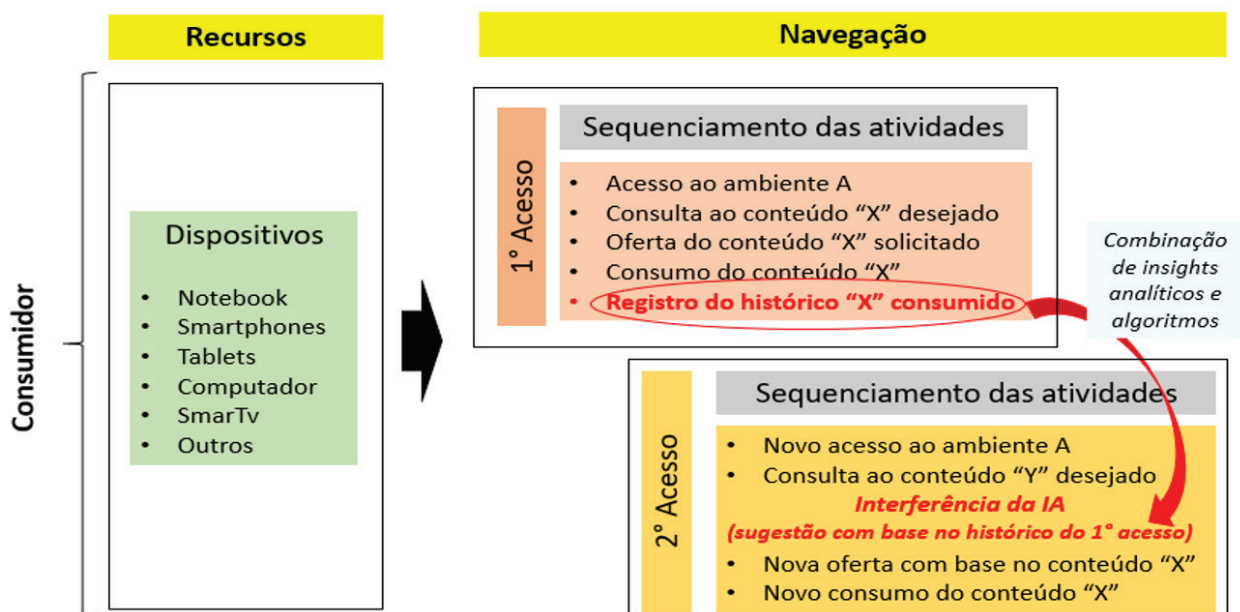 Recursos
Navegação
Consumidor
Dispositivos
• Notebook
• Smartphones
• Tablets
• Computador
• SmarTv
• Outros
1° Acesso
Sequenciamento das atividades
• Acesso ao ambiente A
• Consulta ao conteúdo “X” desejado
• Oferta do conteúdo “X” solicitado
• Consumo do conteúdo “X”
• Registro do histórico “X” consumido
Combinação
de insights
analíticos e
algoritmos
2° Acesso
Sequenciamento das atividades
• Novo acesso ao ambiente A
• Consulta ao conteúdo “Y” desejado
Interferência da IA
(sugestão com base no histórico do 1° acesso)
• Nova oferta com base no conteúdo “X”
• Novo consumo do conteúdo “X”